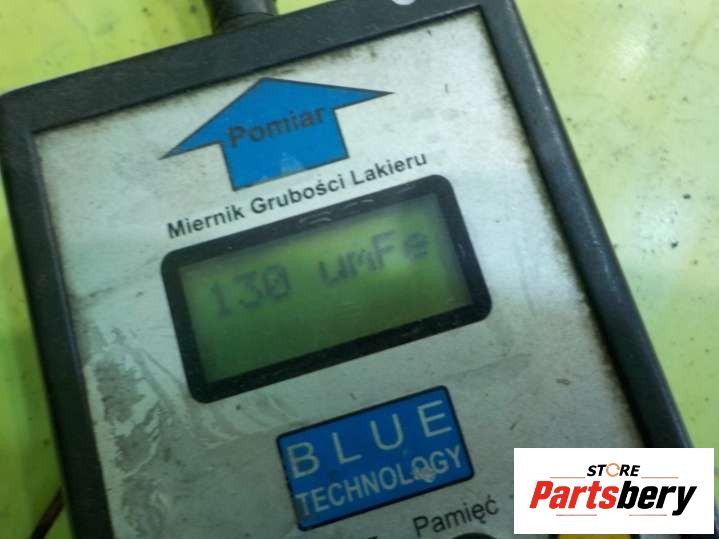 Pomiar
Miernik Grubości Lakieru
130 umFe
BLUE
TECHNOLOGY
Pamięć
STORE
Partsbery